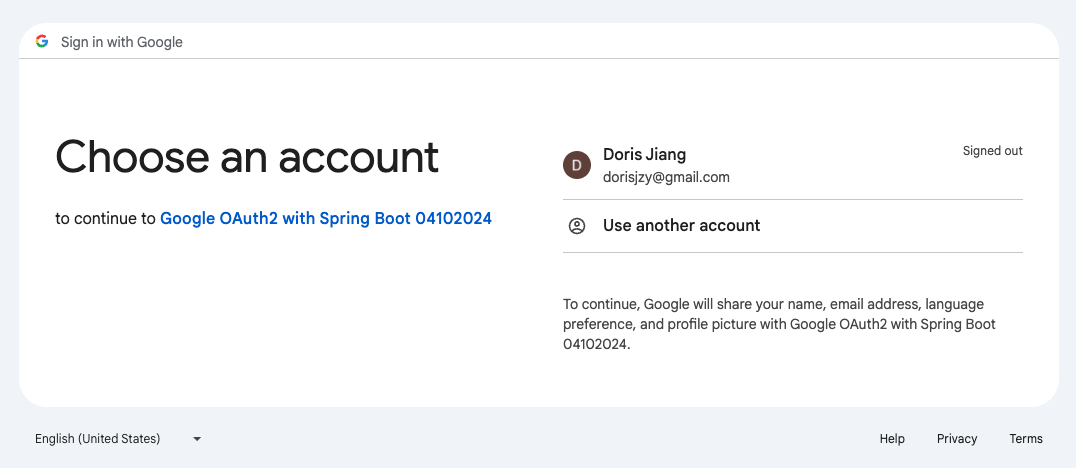 Sign in with Google
Choose an account
to continue to Google OAuth2 with Spring Boot 04102024
D
Doris Jiang
dorisjzy@gmail.com
Signed out
Use another account
To continue, Google will share your name, email address, language
preference, and profile picture with Google OAuth2 with Spring Boot
04102024.
English (United States)
Help
Privacy
Terms